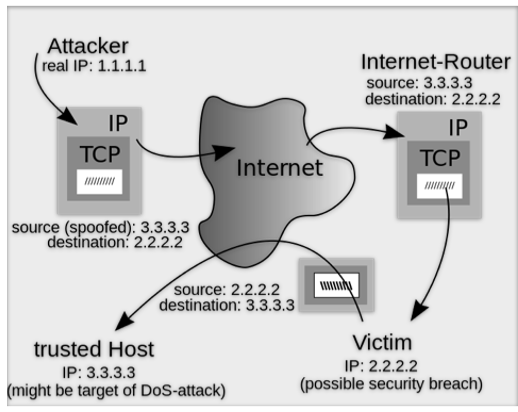 Attacker
real IP: 1.1.1.1
IP
TCP
//////////
source (spoofed): 3.3.3.3
destination: 2.2.2.2
Internet
Internet-Router
source: 3.3.3.3
destination: 2.2.2.2
IP
TCP
//////////
source: 2.2.2.2
destination: 3.3.3.3
trusted Host
IP: 3.3.3.3
(might be target of DoS-attack)
Victim
IP: 2.2.2.2
(possible security breach)